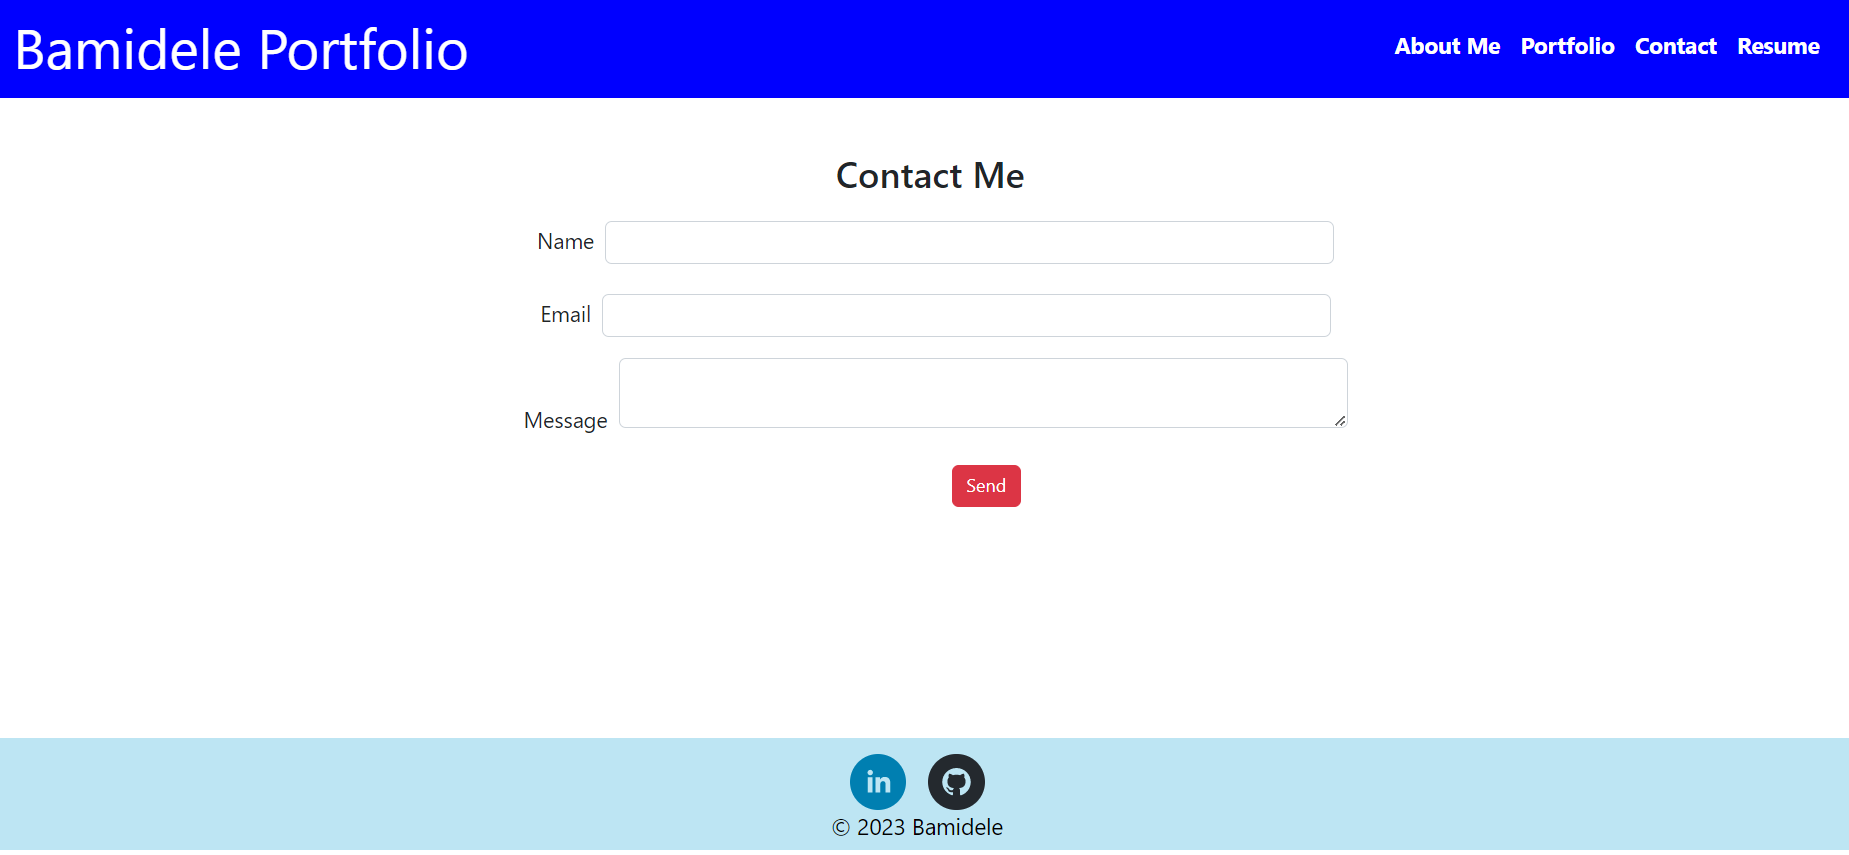 Bamidele Portfolio
About Me Portfolio Contact Resume
Contact Me
Name
Email
Message
Send
in
© 2023 Bamidele